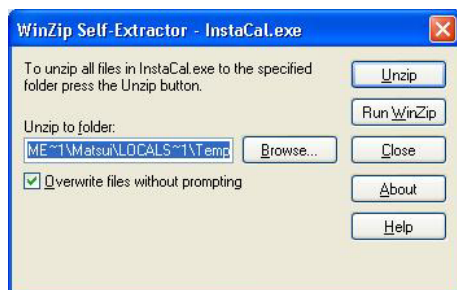 WinZip Self-Extractor - InstaCal.exe
To unzip all files in InstaCal.exe to the specified
folder press the Unzip button.
Unzip to folder:
ME~1\Matsui\LOCALS~1\Temp
Browse...
Overwrite files without prompting
Unzip
Run WinZip
Close
About
Help